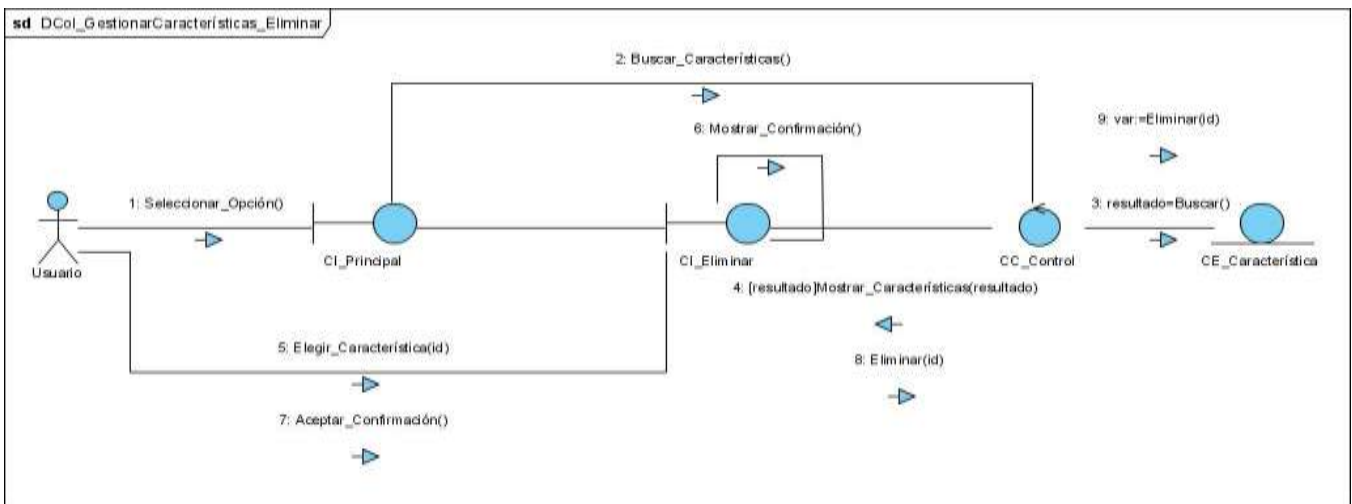 sd DCol_GestionarCaracterísticas_Eliminar
2: Buscar_Características()
6: Mostrar_Confirmación()
9: var:=Eliminar(id)
1: Seleccionar_Opción()
3: resultado=Buscar()
Usuario
CI_Principal
CI_Eliminar
CC_Control
CE_Característica
4: [resultado]Mostrar_Características(resultado)
5: Elegir_Característica(id)
8: Eliminar(id)
7: Aceptar_Confirmación()